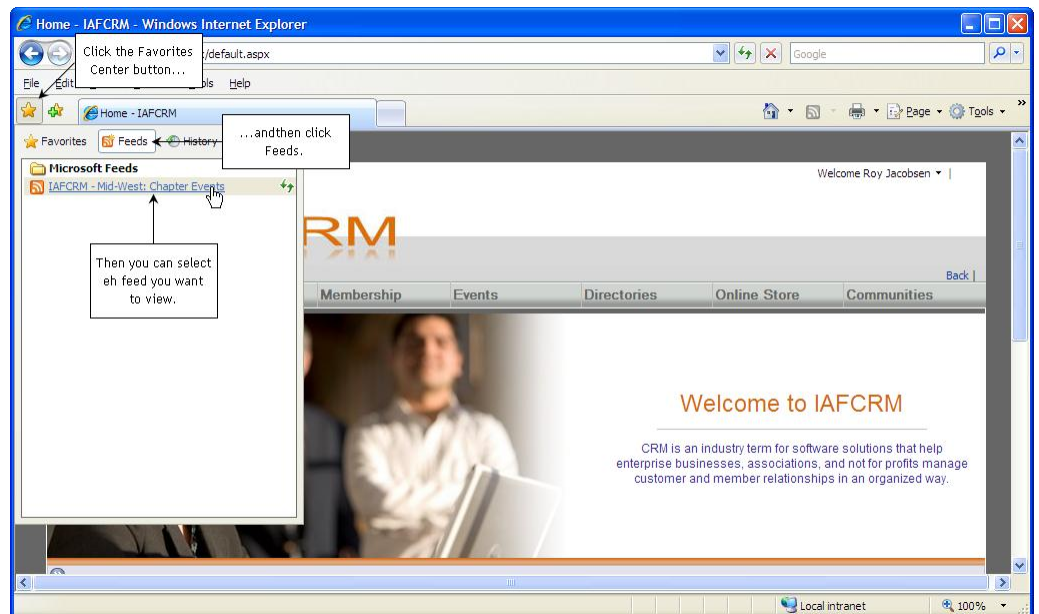 Home - IAFCRM - Windows Internet Explorer
Click the Favorites
Center button...
/default.aspx
Google
File Edit ols Help
Home - IAFCRM
Page Tools
Favorites Feeds History
...andthen click
Feeds.
Microsoft Feeds
IAFCRM - Mid-West: Chapter Events
Then you can select
eh feed you want
to view.
Welcome Roy Jacobsen |
RM
Back |
Membership Events Directories Online Store Communities
Welcome to IAFCRM
CRM is an industry term for software solutions that help
enterprise businesses, associations, and not for profits manage
customer and member relationships in an organized way.
Local intranet 100%